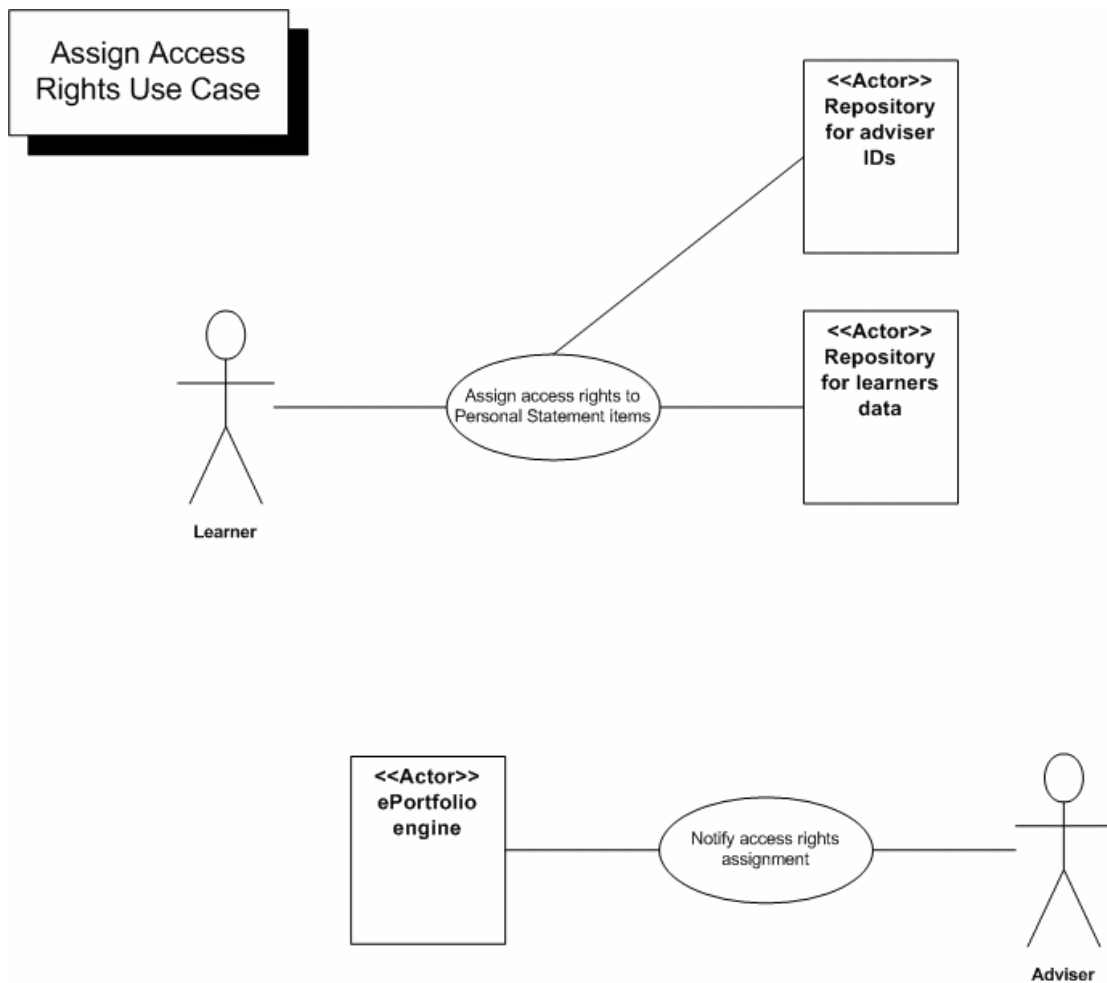 Assign Access
Rights Use Case
<<Actor>>
Repository
for adviser
IDs
<<Actor>>
Repository
for learners
data
Assign access rights to
Personal Statement items
Learner
<<Actor>>
ePortfolio
engine
Notify access rights
assignment
Adviser